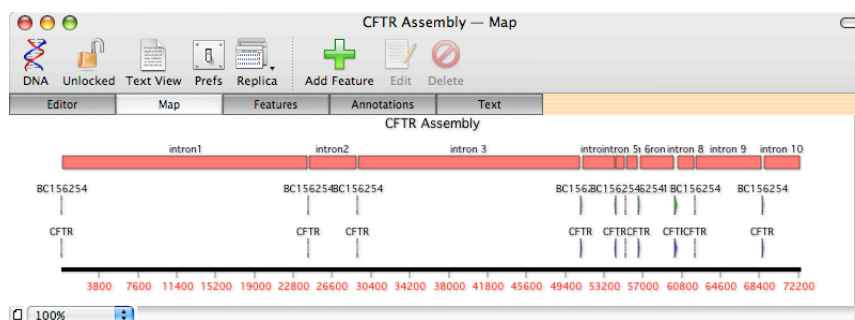 CFTR Assembly — Map
DNA Unlocked Text View Prefs Replica Add Feature Edit Delete
Editor Map Features Annotations Text
CFTR Assembly
intron1 intron2 intron 3 intron 8 intron 9 intron 10
BC156254 BC156254 BC156254 BC156254 BC156254
CFTR CFTR CFTR CFTR CFTR CFTR CFTR
3800 7600 11400 15200 19000 22800 26600 30400 34200 38000 41800 45600 49400 53200 57000 60800 64600 68400 72200
100%